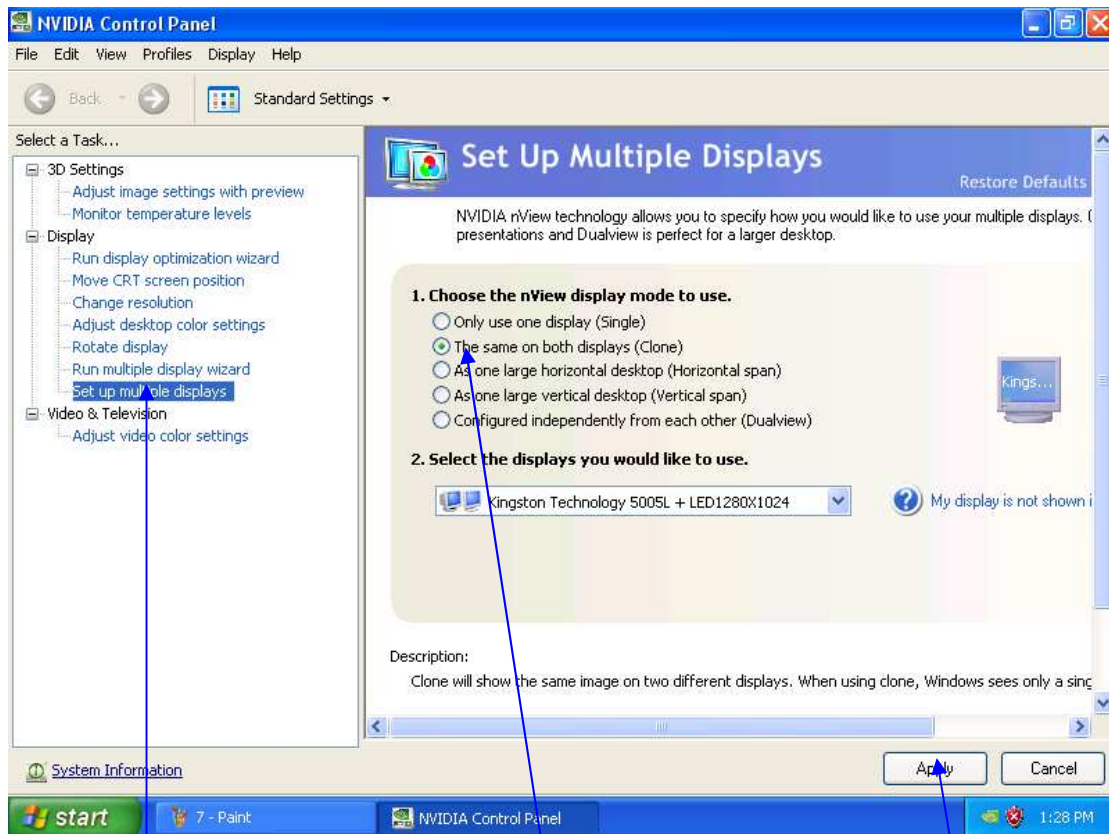 NVIDIA Control Panel
File Edit View Profiles Display Help
Back
Standard Settings
Select a Task...
3D Settings
Adjust image settings with preview
Monitor temperature levels
Display
Run display optimization wizard
Move CRT screen position
Change resolution
Adjust desktop color settings
Rotate display
Run multiple display wizard
Set up multiple displays
Video & Television
Adjust video color settings
System Information
Set Up Multiple Displays
Restore Defaults
NVIDIA nView technology allows you to specify how you would like to use your multiple displays.
presentations and Dualview is perfect for a larger desktop.
1. Choose the nView display mode to use.
Only use one display (Single)
The same on both displays (Clone)
As one large horizontal desktop (Horizontal span)
As one large vertical desktop (Vertical span)
Configured independently from each other (Dualview)
Kings...
2. Select the displays you would like to use.
Kingston Technology 5005L + LED1280X1024
My display is not shown i
Description:
Clone will show the same image on two different displays. When using clone, Windows sees only a sing
Apply
Cancel
start
7 - Paint
NVIDIA Control Panel
1:28 PM